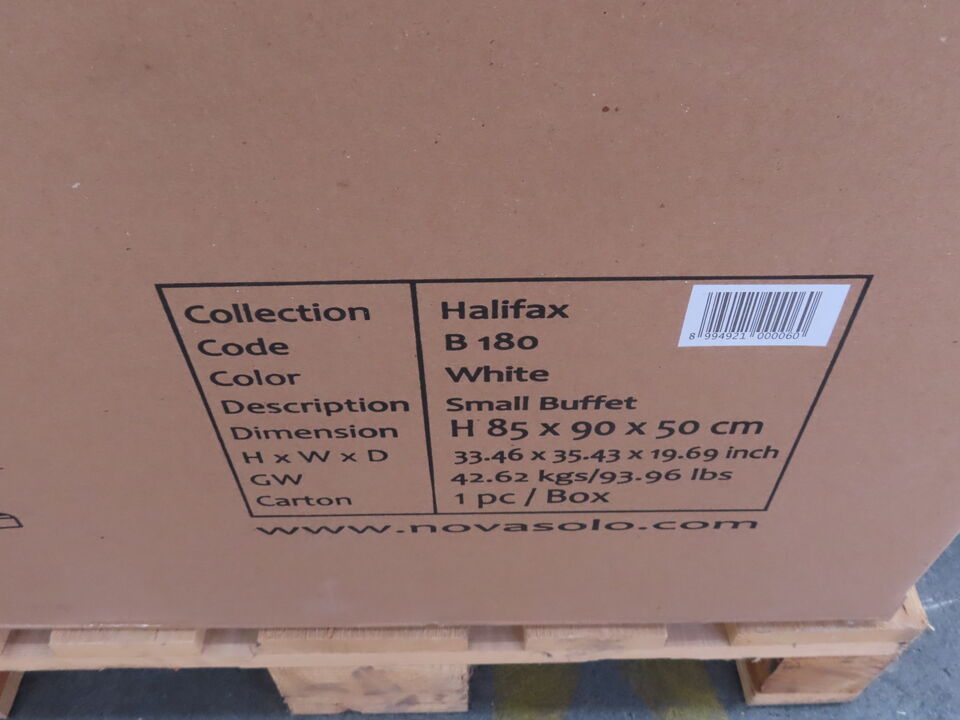 Collection Halifax
8 994921 000060
Code B 180
Color White
Description Small Buffet
Dimension H 85 x 90 x 50 cm
H x W x D 33.46 x 35.43 x 19.69 inch
GW 42.62 kgs/93.96 lbs
Carton 1 pc / Box
www.novasolo.com